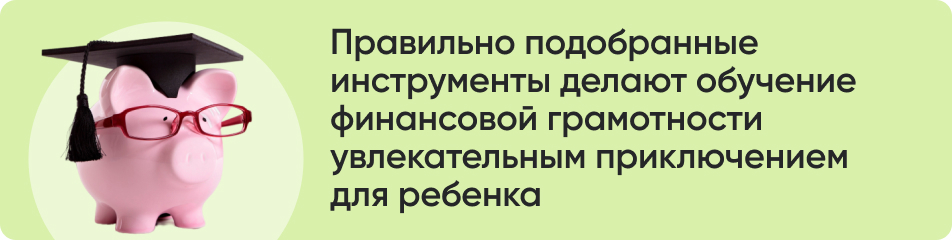 Правильно подобранные
инструменты делают обучение
финансовой грамотности
увлекательным приключением
для ребенка